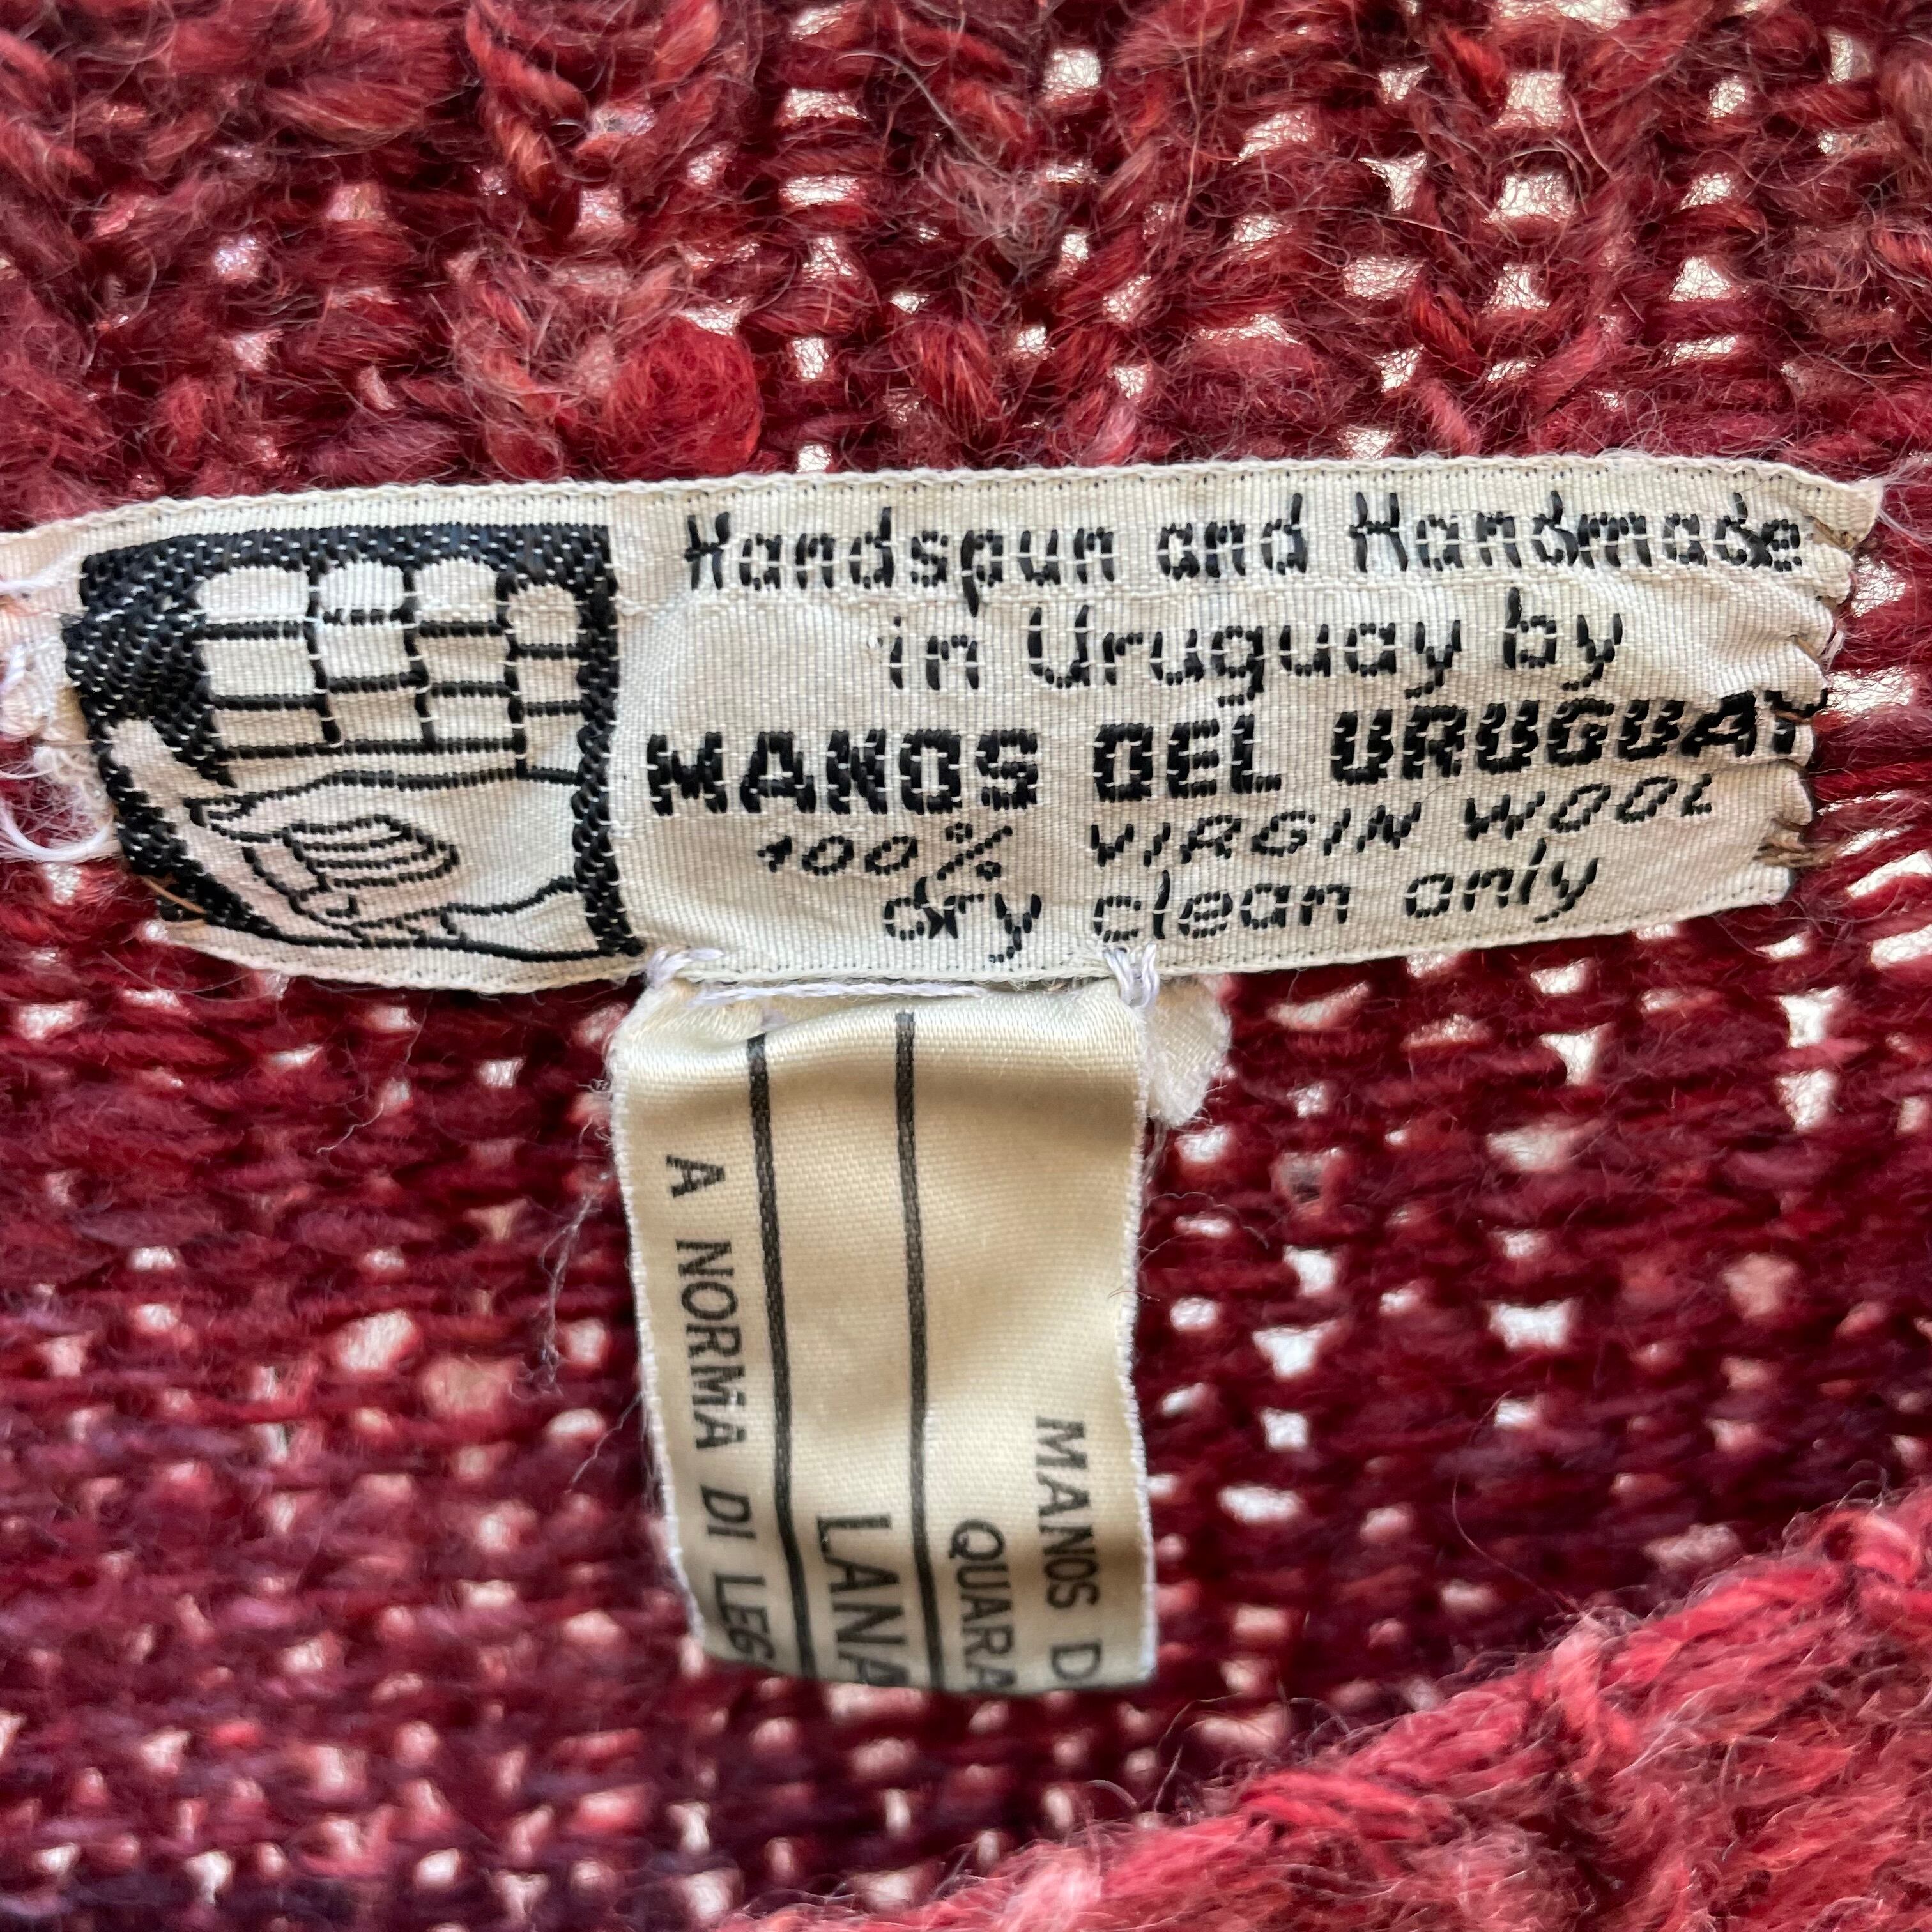 Handspun and Handmade
in Uruguay by
MANOS DEL URUGUAY
100% VIRGIN WOOL
dry clean only
MANOS D
QUARA
LANA
A NORMA DI LEG